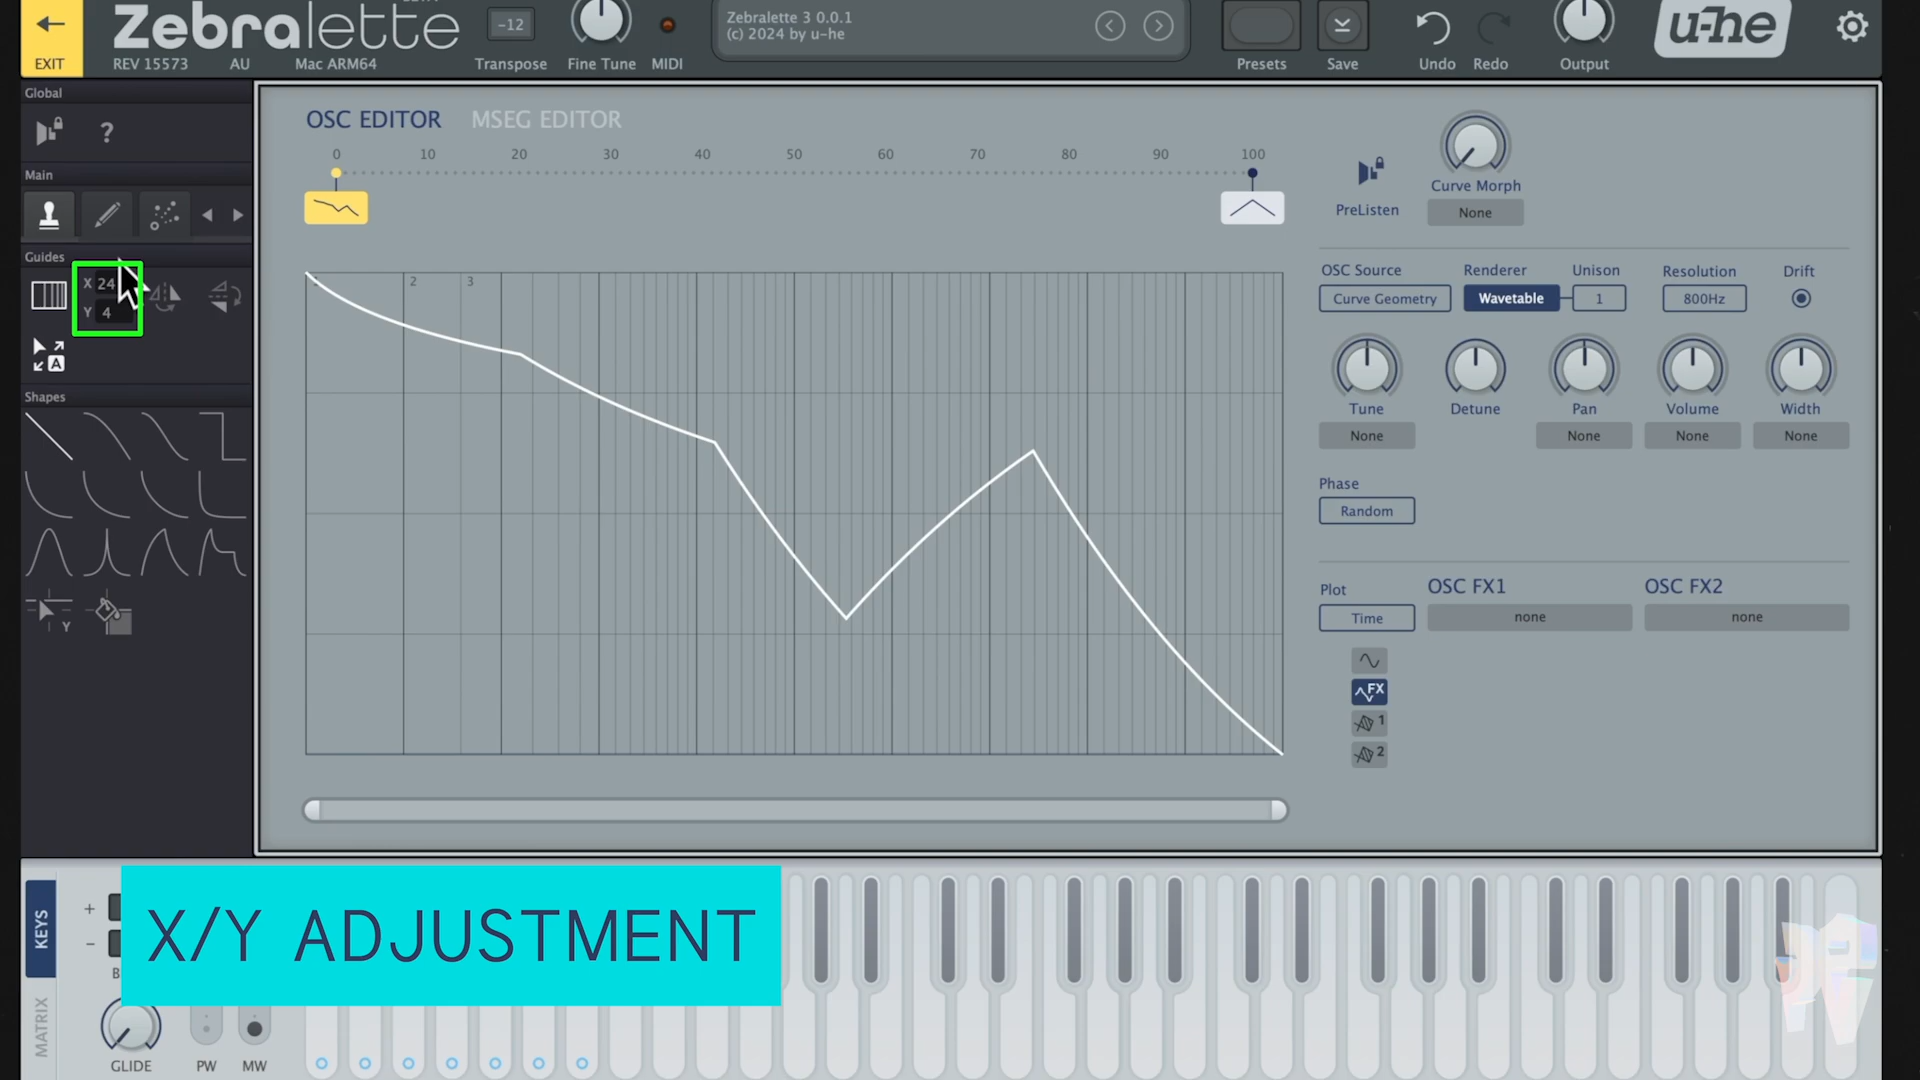 EXIT
Zebralette
REV 15573 AU Mac ARM64
-12
Transpose
Fine Tune
MIDI
Zebralette 3 0.0.1
(c) 2024 by u-he
Presets
Save
Undo
Redo
Output
u-he
Global
?
Main
Guides
X 24
Y 4
A
Shapes
Y
OSC EDITOR MSEG EDITOR
0 10 20 30 40 50 60 70 80 90 100
2 3
PreListen
Curve Morph
None
OSC Source Renderer Unison Resolution Drift
Curve Geometry Wavetable 1 800Hz
Tune Detune Pan Volume Width
None None None None
Phase
Random
Plot OSC FX1 OSC FX2
Time none none
FX
1
2
KEYS
MATRIX
+
-
B
X/Y ADJUSTMENT
GLIDE PW MW